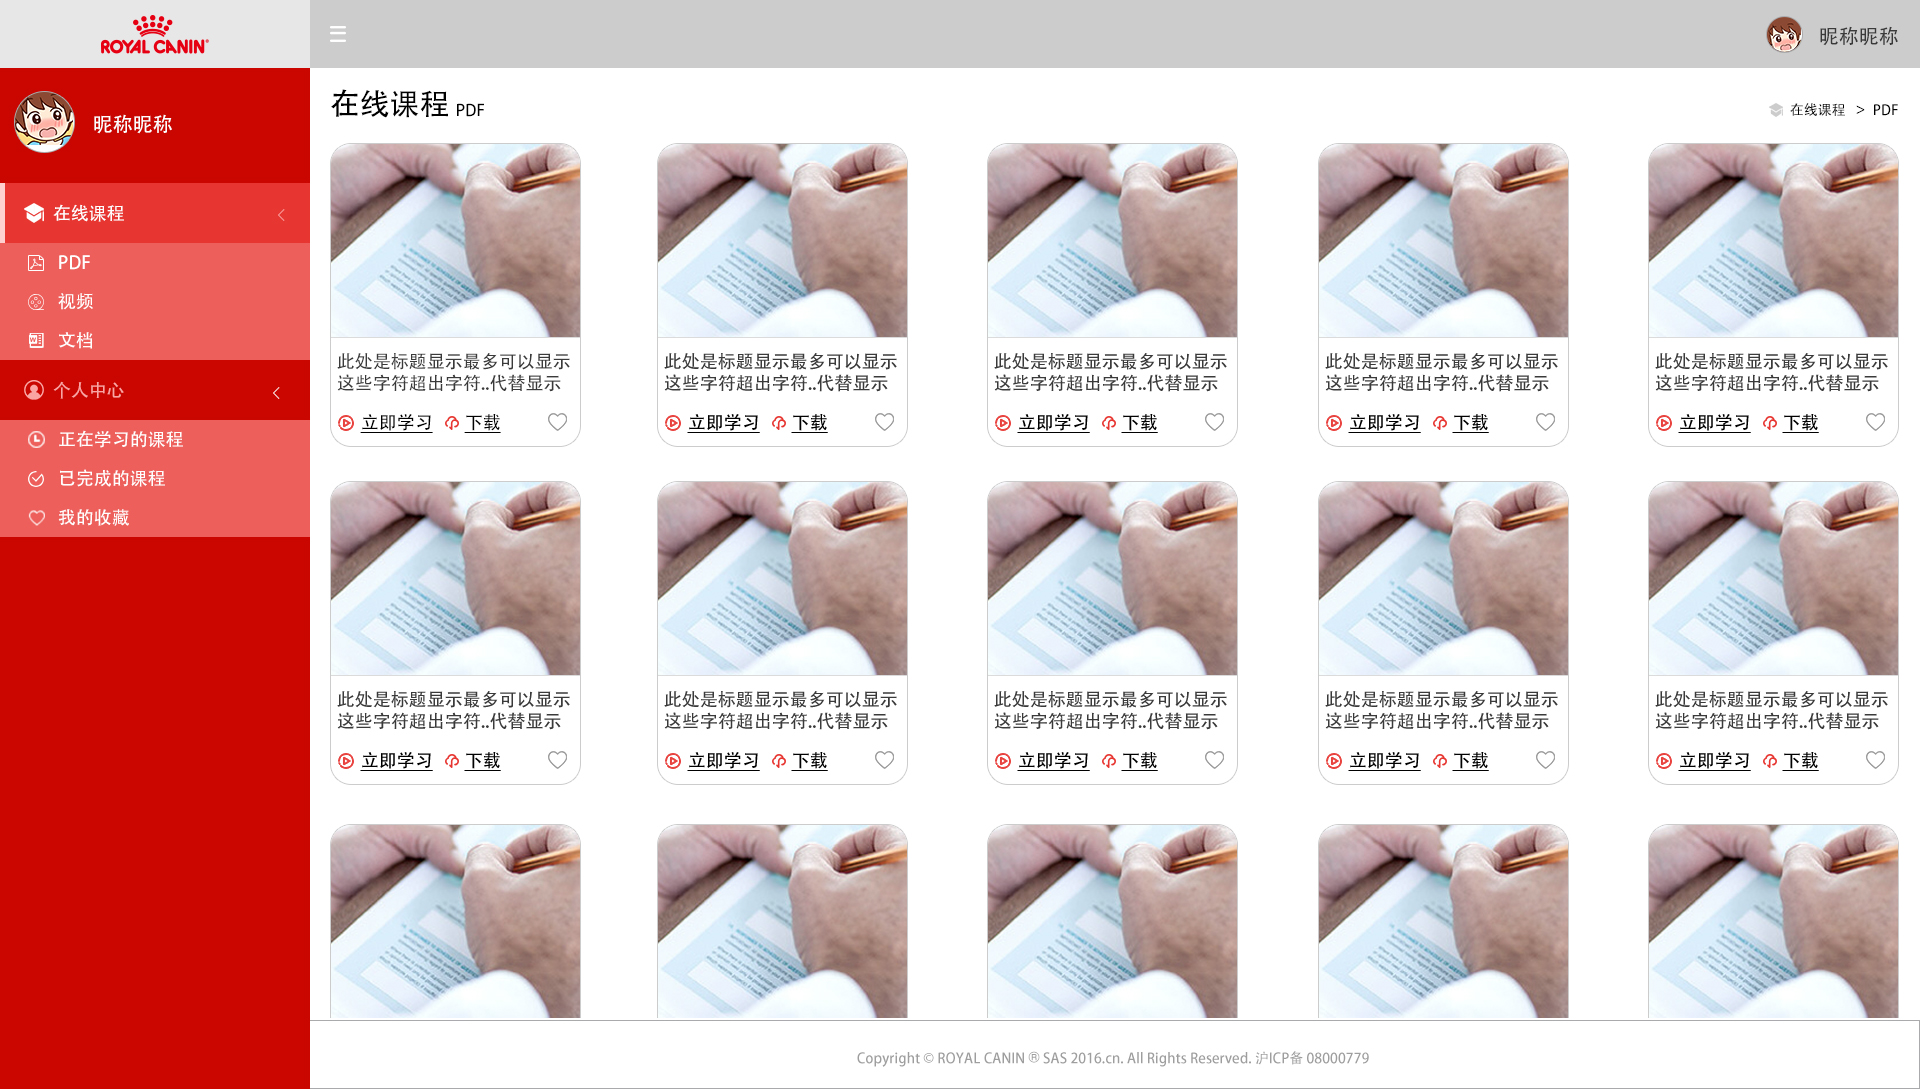 ROYAL CANIN
昵称昵称
昵称昵称
在线课程
PDF
视频
文档
个人中心
正在学习的课程
已完成的课程
我的收藏
在线课程 PDF
在线课程 > PDF
此处是标题显示最多可以显示
这些字符超出字符..代替显示
立即学习 下载
此处是标题显示最多可以显示
这些字符超出字符..代替显示
立即学习 下载
此处是标题显示最多可以显示
这些字符超出字符..代替显示
立即学习 下载
此处是标题显示最多可以显示
这些字符超出字符..代替显示
立即学习 下载
此处是标题显示最多可以显示
这些字符超出字符..代替显示
立即学习 下载
此处是标题显示最多可以显示
这些字符超出字符..代替显示
立即学习 下载
此处是标题显示最多可以显示
这些字符超出字符..代替显示
立即学习 下载
此处是标题显示最多可以显示
这些字符超出字符..代替显示
立即学习 下载
此处是标题显示最多可以显示
这些字符超出字符..代替显示
立即学习 下载
此处是标题显示最多可以显示
这些字符超出字符..代替显示
立即学习 下载
Copyright © ROYAL CANIN ® SAS 2016.cn. All Rights Reserved. 沪ICP备 08000779